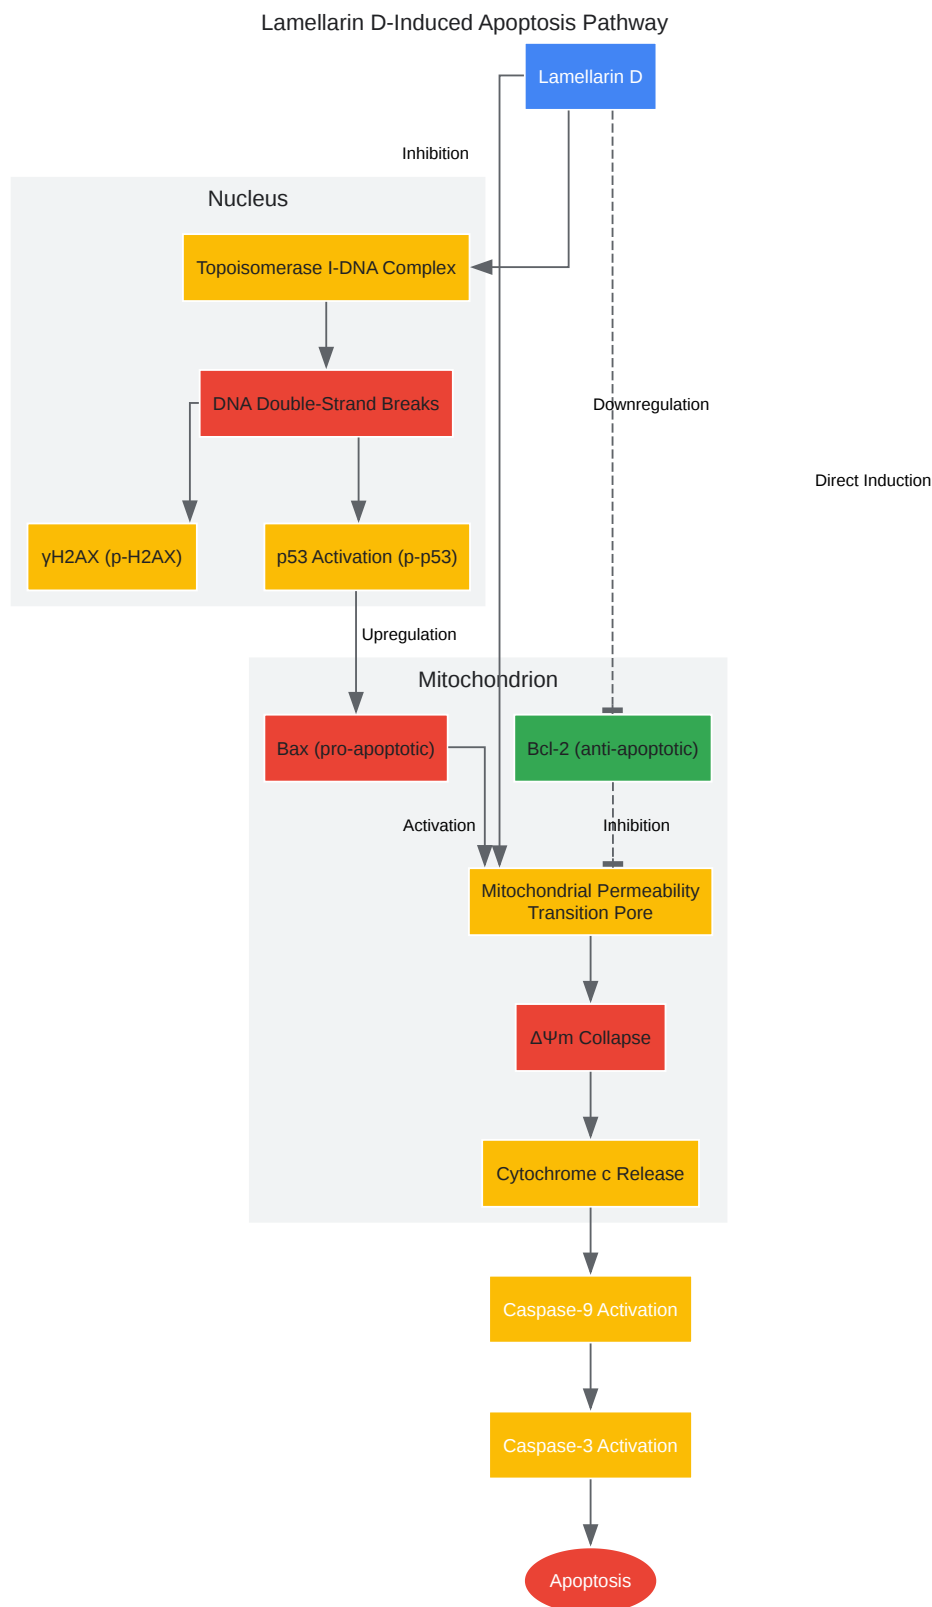 Lamellarin D-Induced Apoptosis Pathway
Lamellarin D
Inhibition
Nucleus
Topoisomerase I-DNA Complex
DNA Double-Strand Breaks
Downregulation
Direct Induction
γH2AX (p-H2AX)
p53 Activation (p-p53)
Upregulation
Mitochondrion
Bax (pro-apoptotic)
Bcl-2 (anti-apoptotic)
Activation
Inhibition
Mitochondrial Permeability
Transition Pore
ΔΨm Collapse
Cytochrome c Release
Caspase-9 Activation
Caspase-3 Activation
Apoptosis